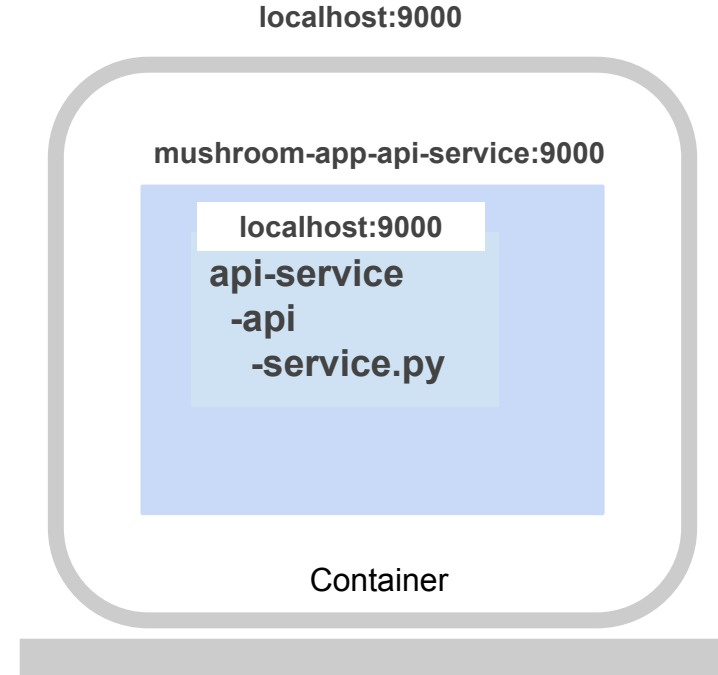 localhost:9000
mushroom-app-api-service:9000
localhost:9000
api-service
-api
-service.py
Container